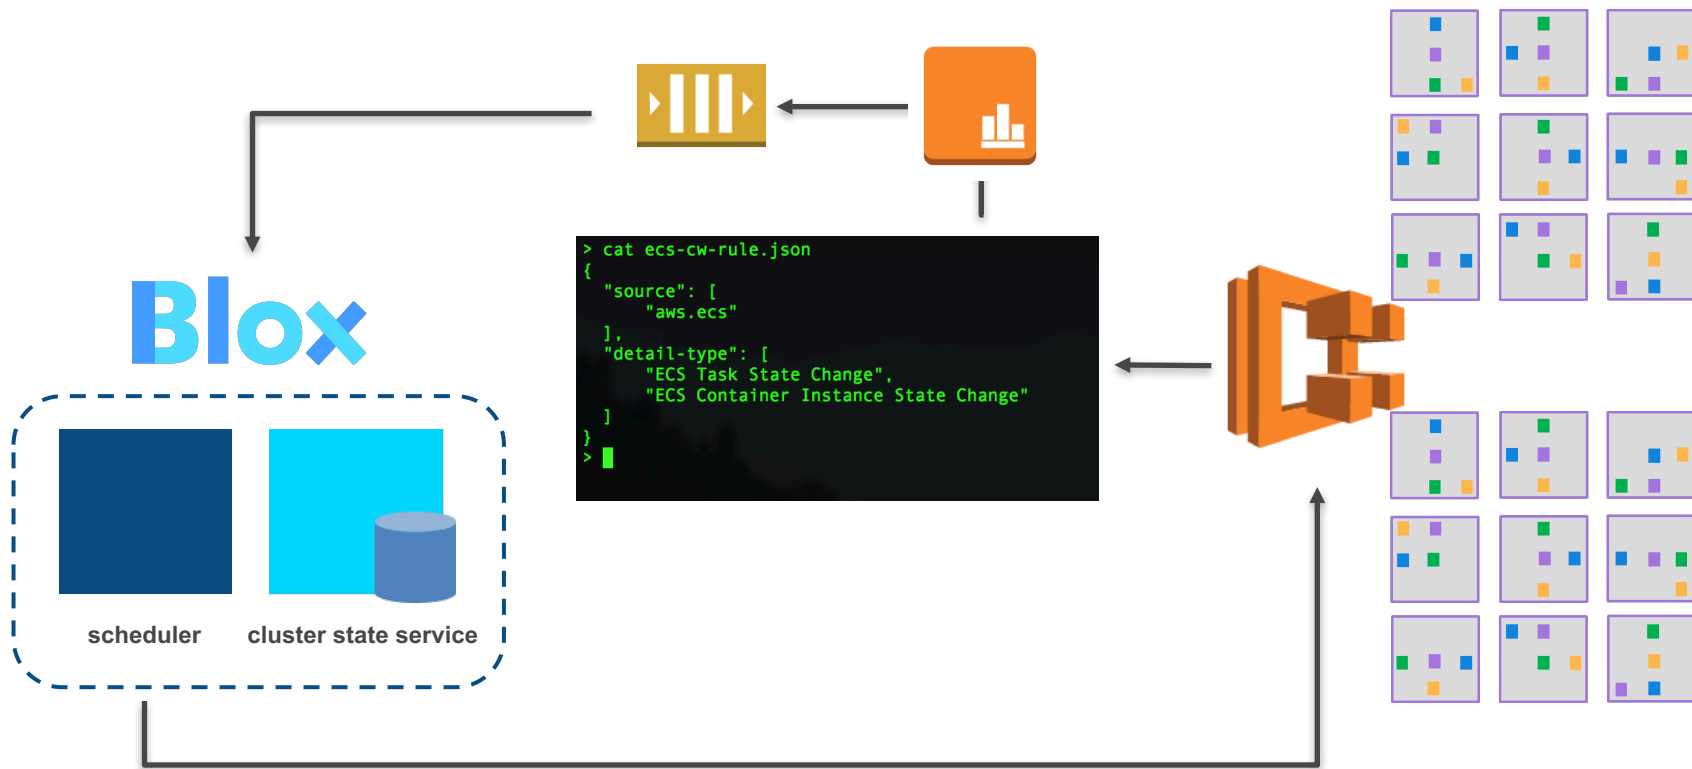 > cat ecs-cw-rule.json
{
  "source": [
      "aws.ecs"
  ],
  "detail-type": [
      "ECS Task State Change",
      "ECS Container Instance State Change"
  ]
}
>
Blox
scheduler
cluster state service